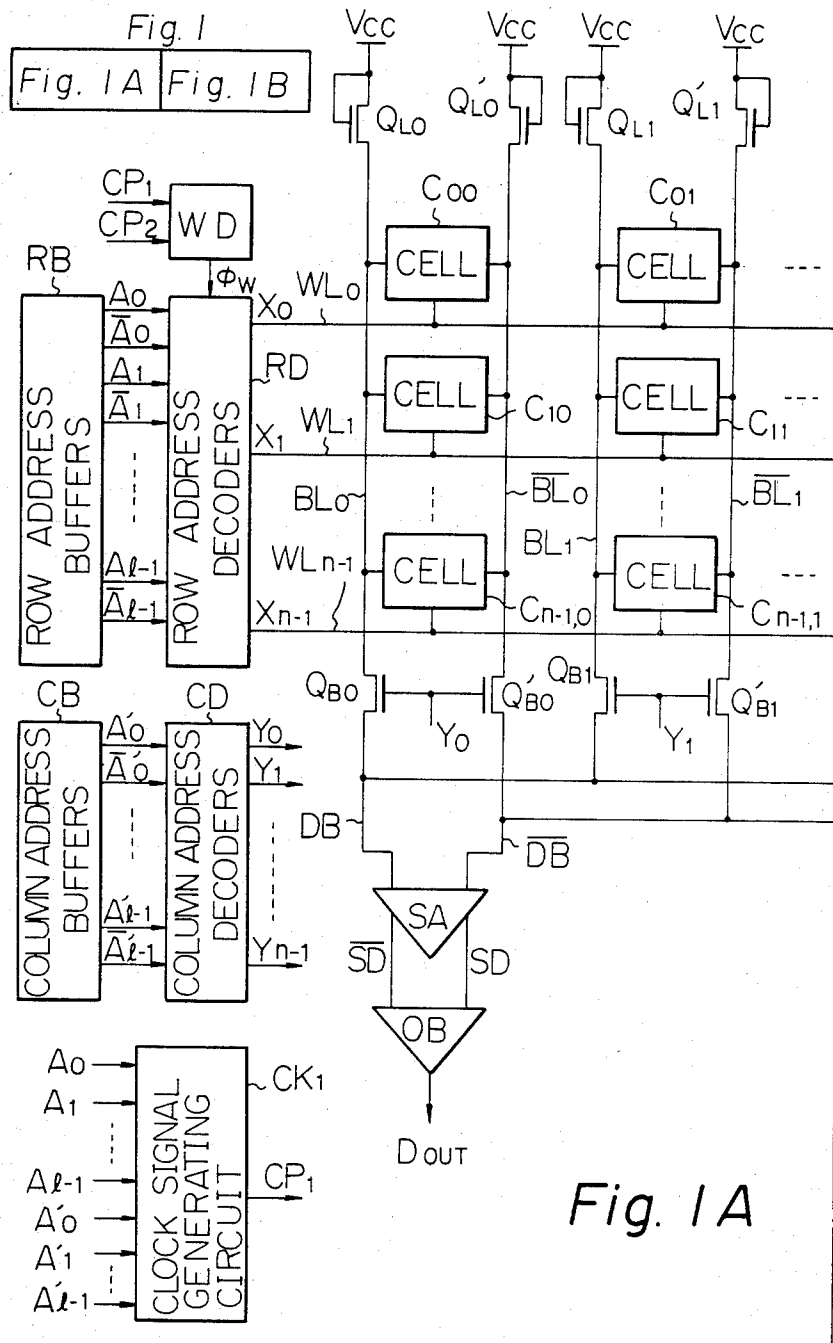 Fig. 1
Fig. 1A Fig. 1B
VCC VCC VCC VCC
QL0 Q'L0 QL1 Q'L1
CP1
CP2
WD
ΦW
C00 C01
CELL CELL
RB
A0
A̅0
A1
A̅1
Aℓ-1
A̅ℓ-1
ROW ADDRESS BUFFERS
ROW ADDRESS DECODERS
X0 WL0
RD
CELL CELL
C10 C11
X1 WL1
BL0 B̅L̅0 BL1 B̅L̅1
WLn-1
CELL CELL
Xn-1
Cn-1,0 Cn-1,1
QB0 Q'B0 QB1 Q'B1
Y0 Y1
CB CD
A'0
A̅'0
A'ℓ-1
A̅'ℓ-1
COLUMN ADDRESS BUFFERS
COLUMN ADDRESS DECODERS
Y0
Y1
Yn-1
DB D̅B̅
SA
S̅D̅ SD
OB
DOUT
A0
A1
Aℓ-1
A'0
A'1
A'ℓ-1
CLOCK SIGNAL GENERATING CIRCUIT
CK1
CP1
Fig. 1A